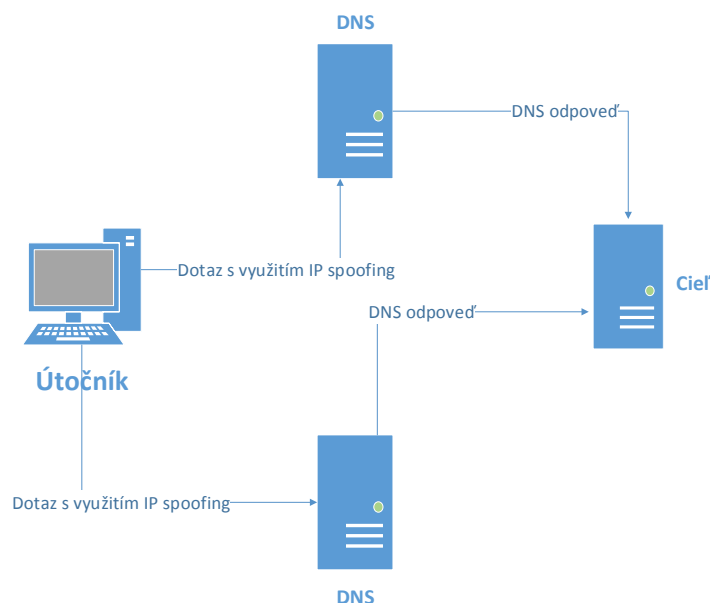 DNS
DNS odpoveď
Dotaz s využitím IP spoofing
Cieľ
DNS odpoveď
Útočník
Dotaz s využitím IP spoofing
DNS